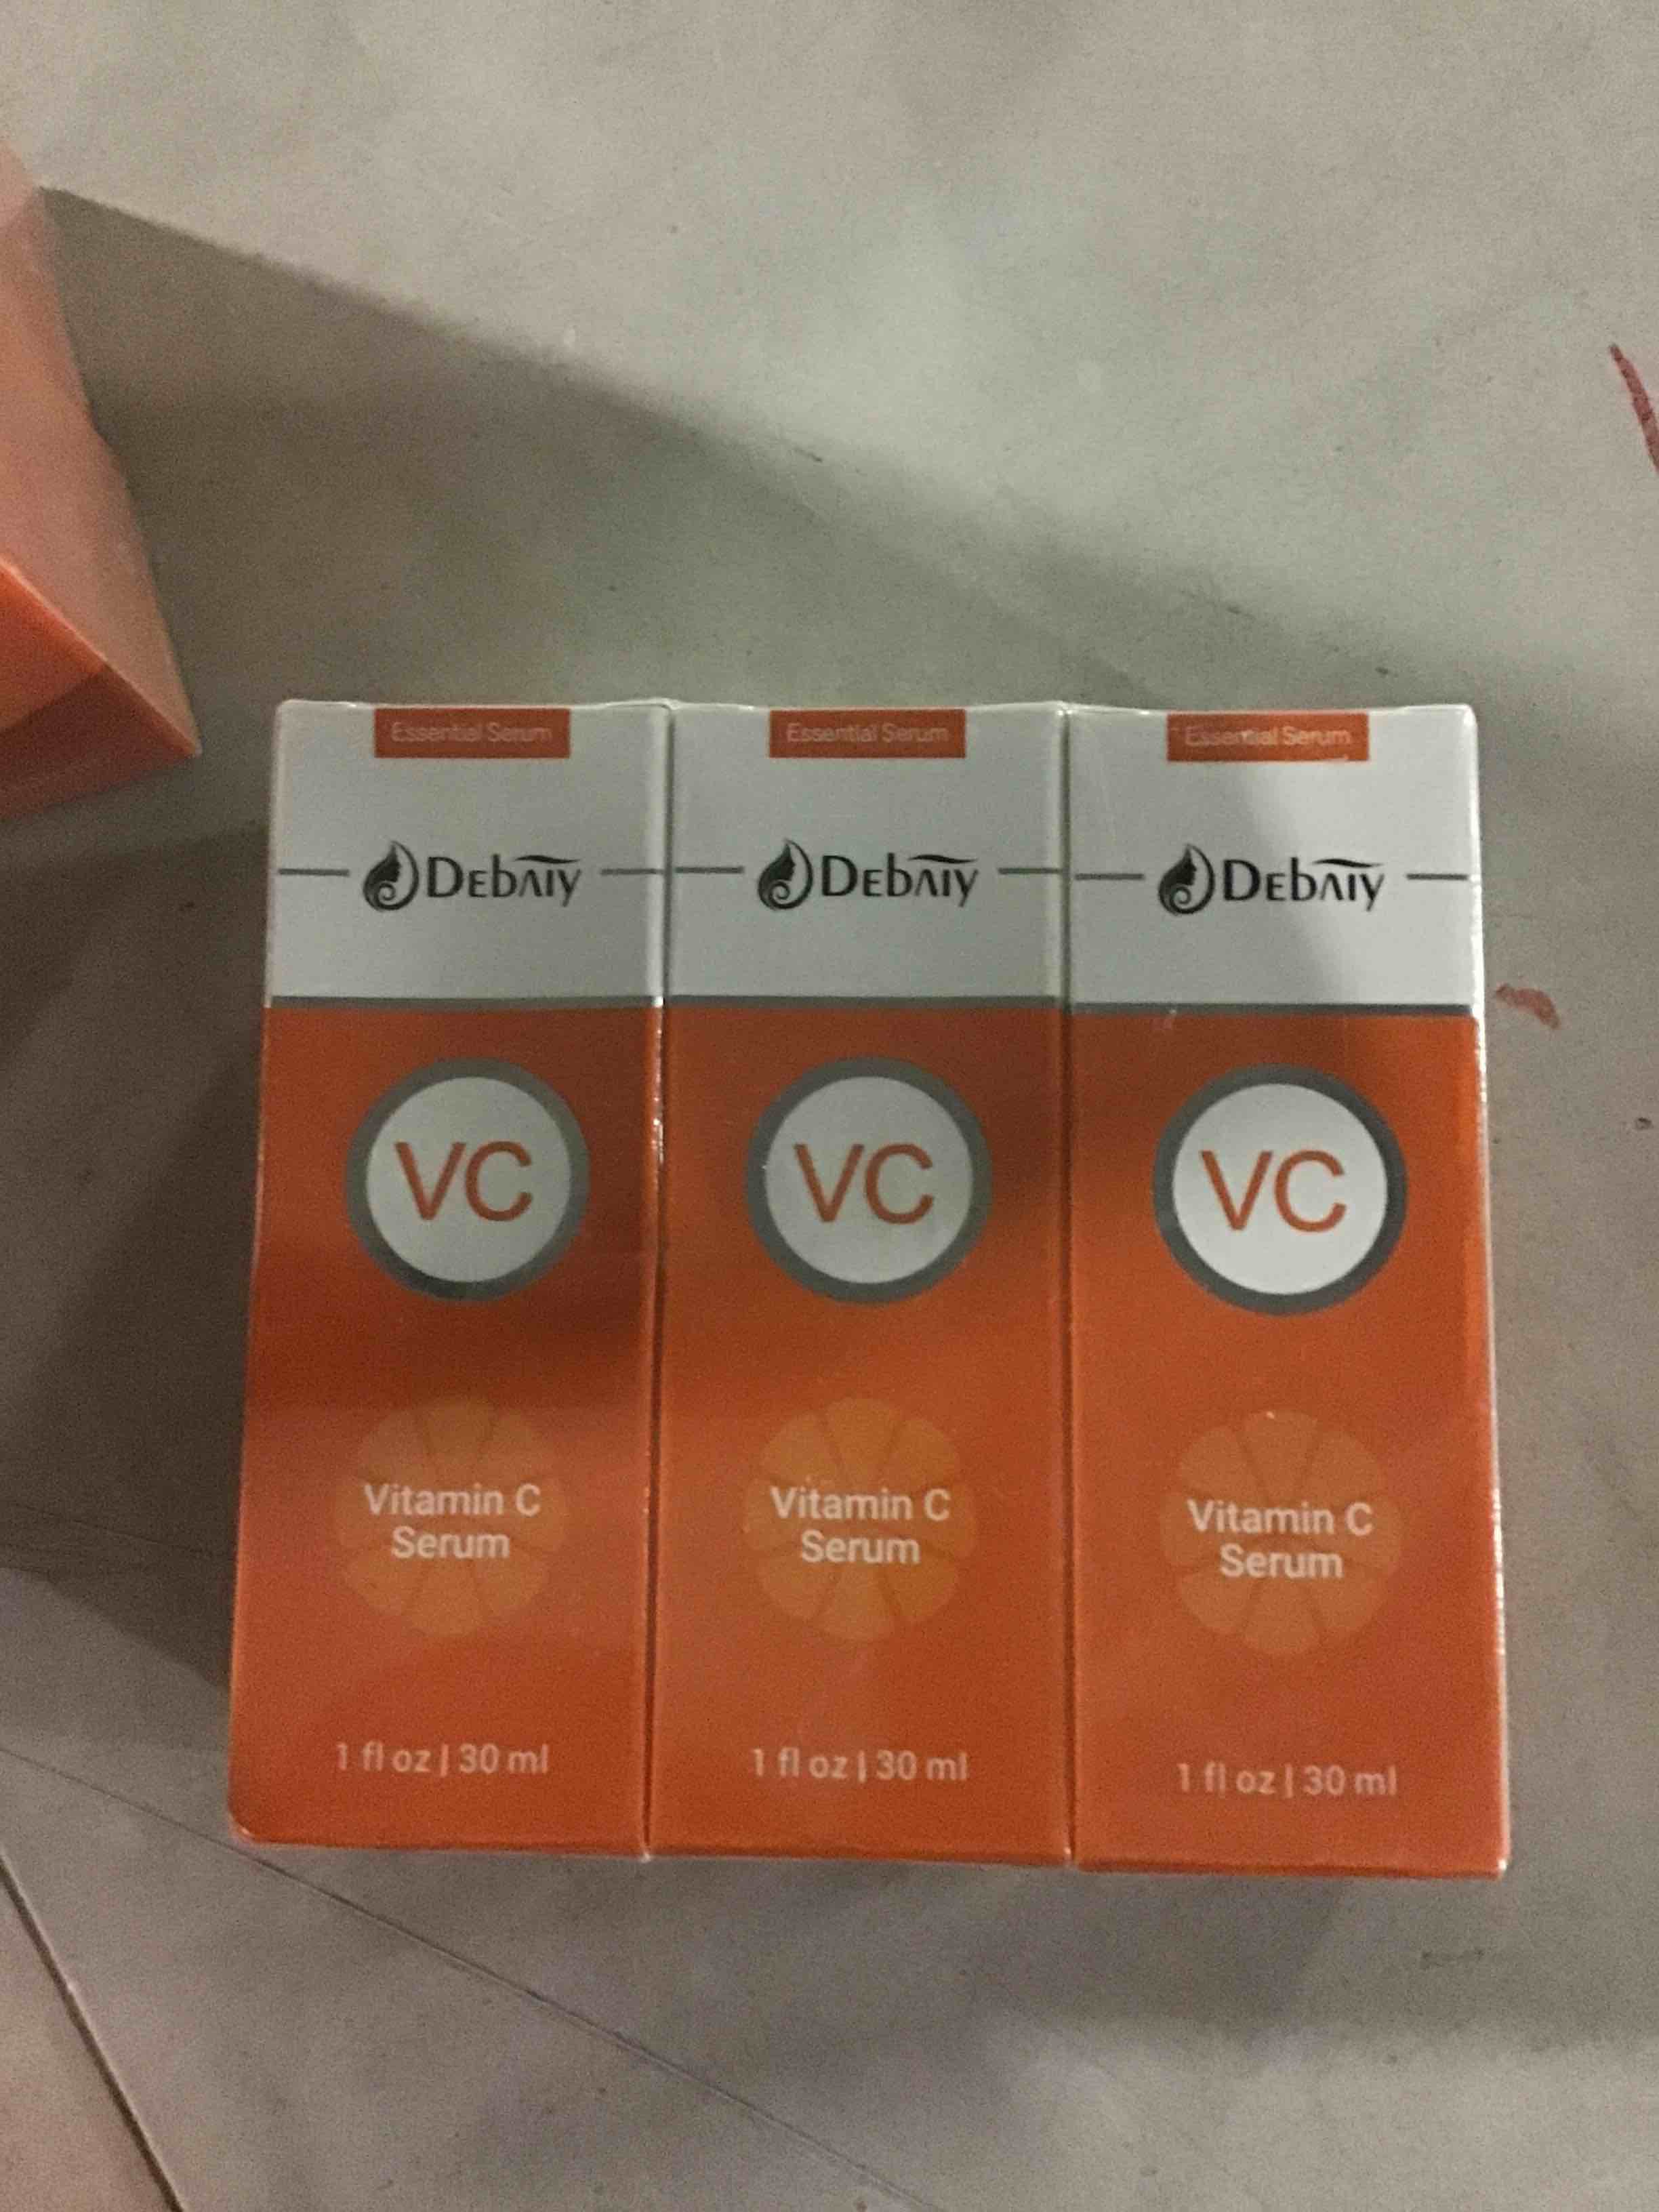 Essential Serum
Debaiy
VC
Vitamin C
Serum
1 fl oz | 30 ml
Essential Serum
Debaiy
VC
Vitamin C
Serum
1 fl oz | 30 ml
Essential Serum
Debaiy
VC
Vitamin C
Serum
1 fl oz | 30 ml